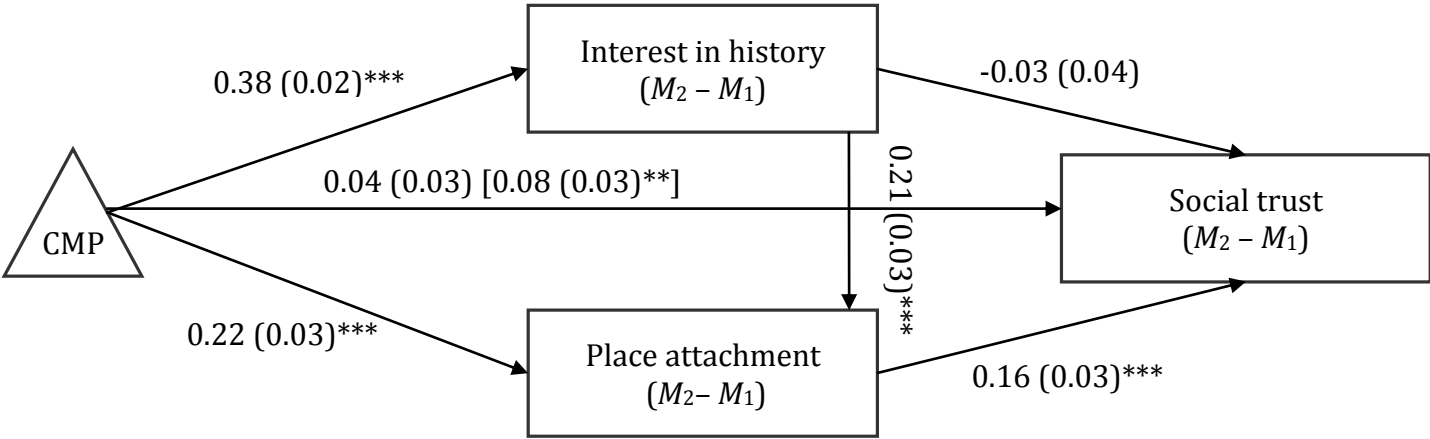 Interest in history
(M2 – M1)
0.38 (0.02)***
-0.03 (0.04)
0.04 (0.03) [0.08 (0.03)**]
0.21 (0.03)***
CMP
Social trust
(M2 – M1)
0.22 (0.03)***
Place attachment
(M2– M1)
0.16 (0.03)***